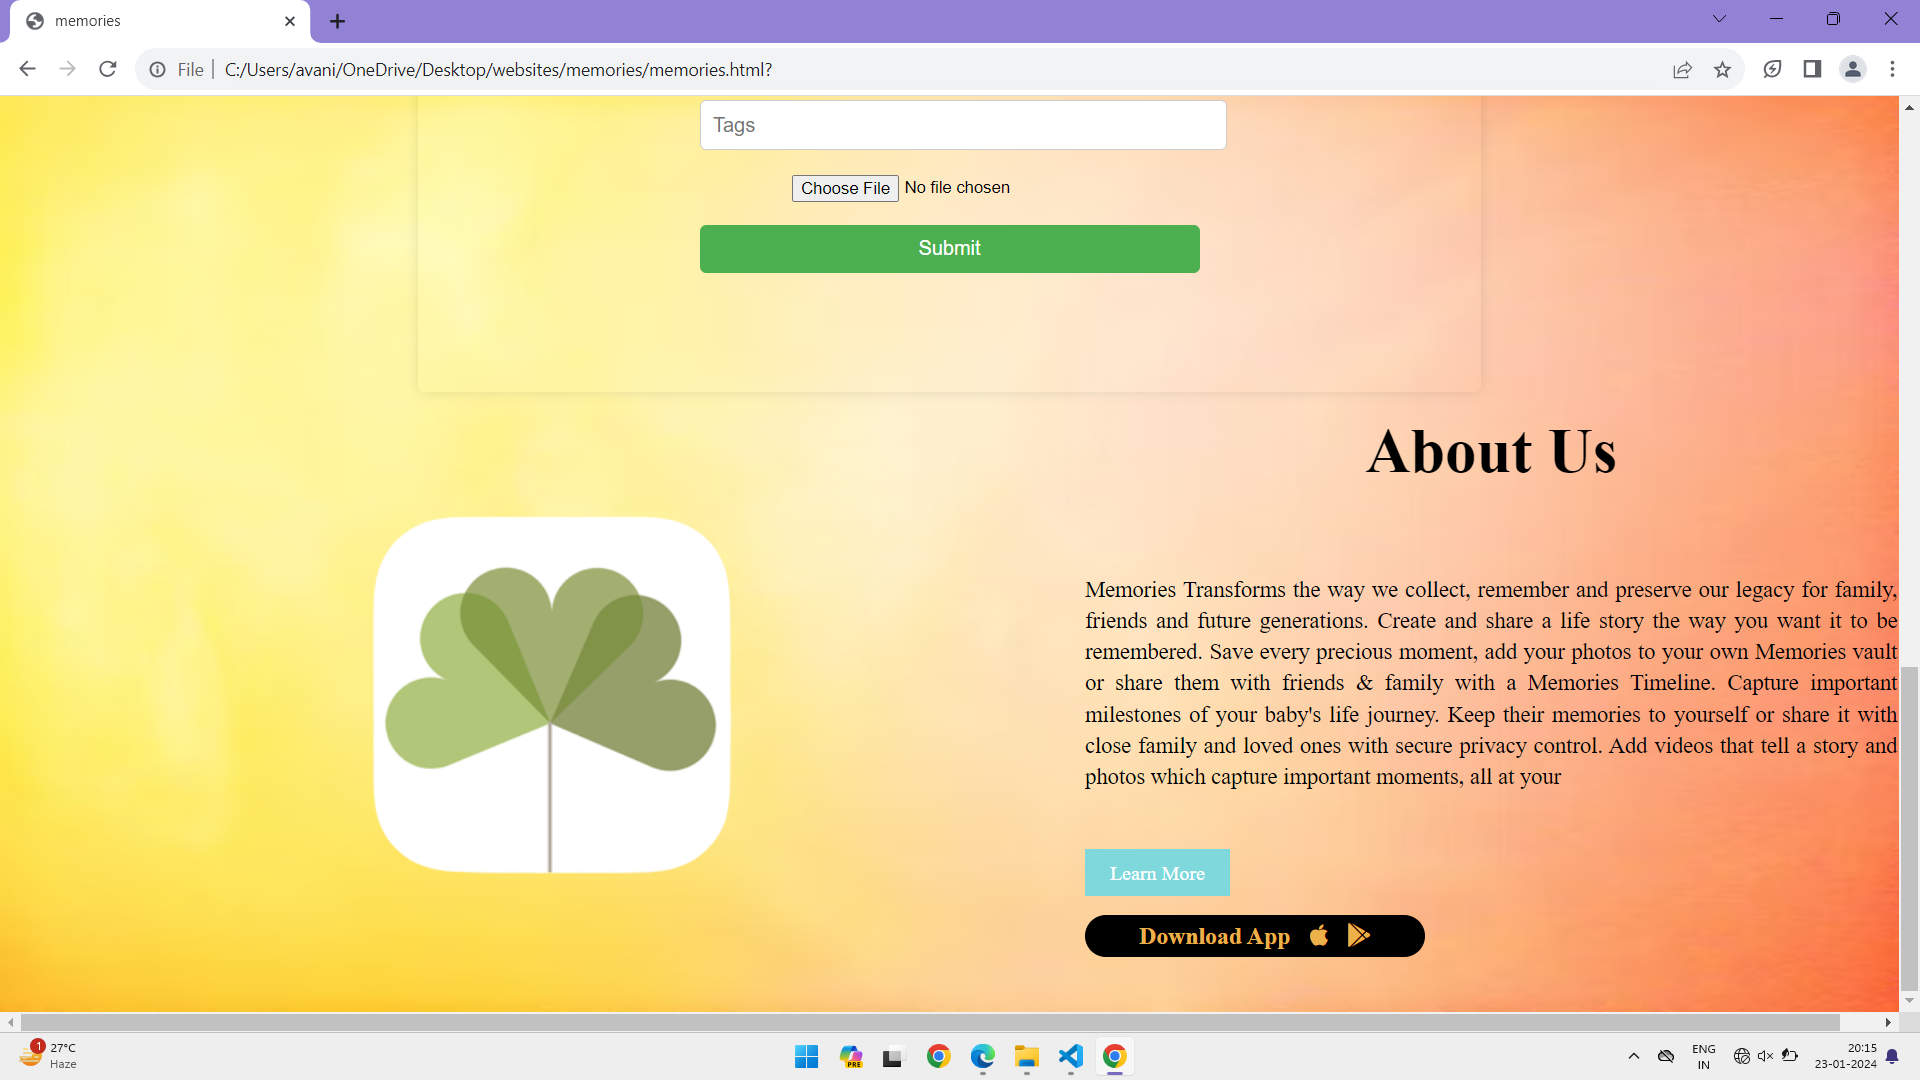 memories
File
C:/Users/avani/OneDrive/Desktop/websites/memories/memories.html?
Tags
Choose File No file chosen
Submit
About Us
Memories Transforms the way we collect, remember and preserve our legacy for family,
friends and future generations. Create and share a life story the way you want it to be
remembered. Save every precious moment, add your photos to your own Memories vault
or share them with friends & family with a Memories Timeline. Capture important
milestones of your baby's life journey. Keep their memories to yourself or share it with
close family and loved ones with secure privacy control. Add videos that tell a story and
photos which capture important moments, all at your
Learn More
Download App
1
27°C
Haze
PRE
ENG
IN
20:15
23-01-2024